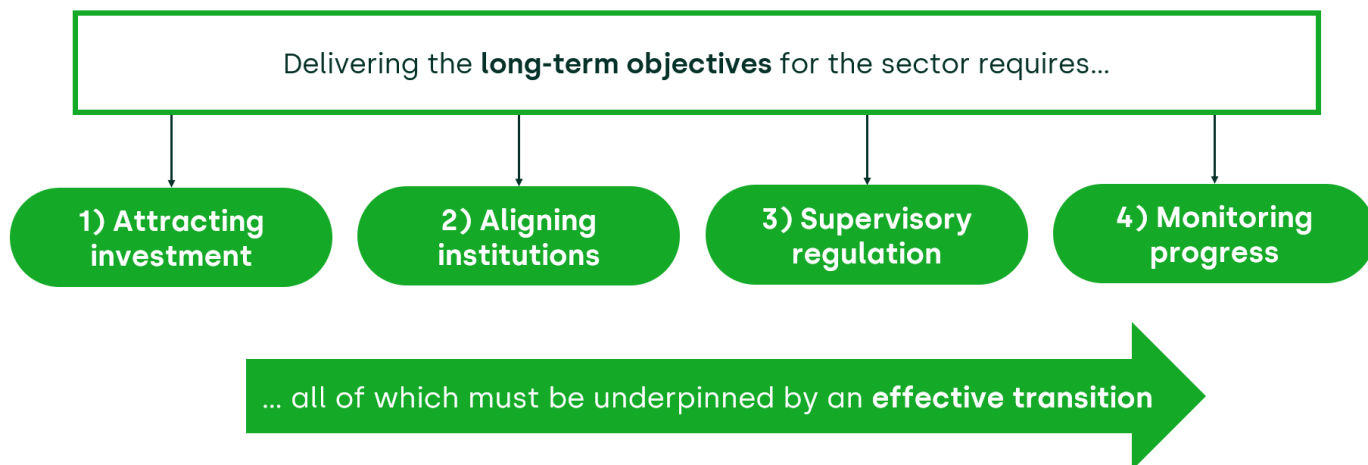 Delivering the long-term objectives for the sector requires...
1) Attracting
investment
2) Aligning
institutions
3) Supervisory
regulation
4) Monitoring
progress
... all of which must be underpinned by an effective transition